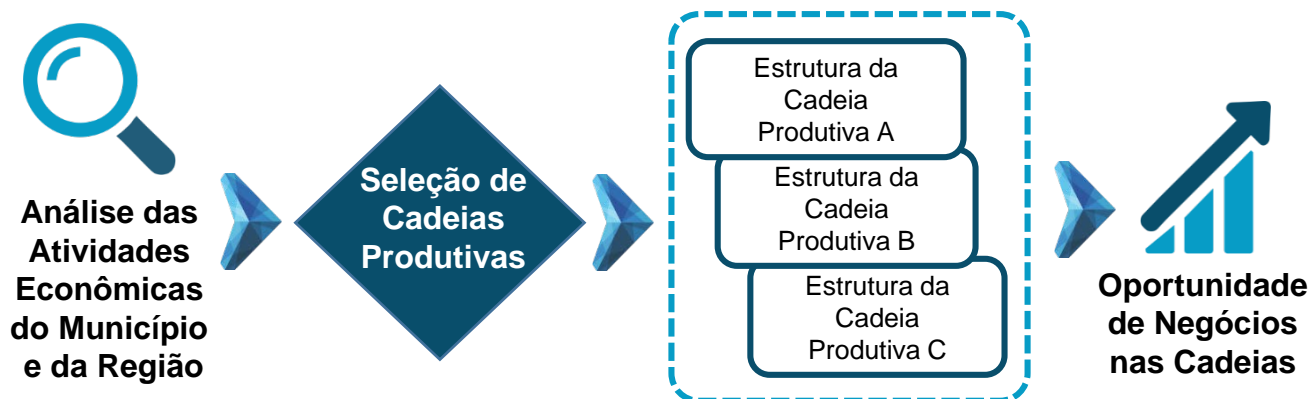 Análise das
Atividades
Econômicas
do Município
e da Região
Seleção de
Cadeias
Produtivas
Estrutura da
Cadeia
Produtiva A
Estrutura da
Cadeia
Produtiva B
Estrutura da
Cadeia
Produtiva C
Oportunidade
de Negócios
nas Cadeias